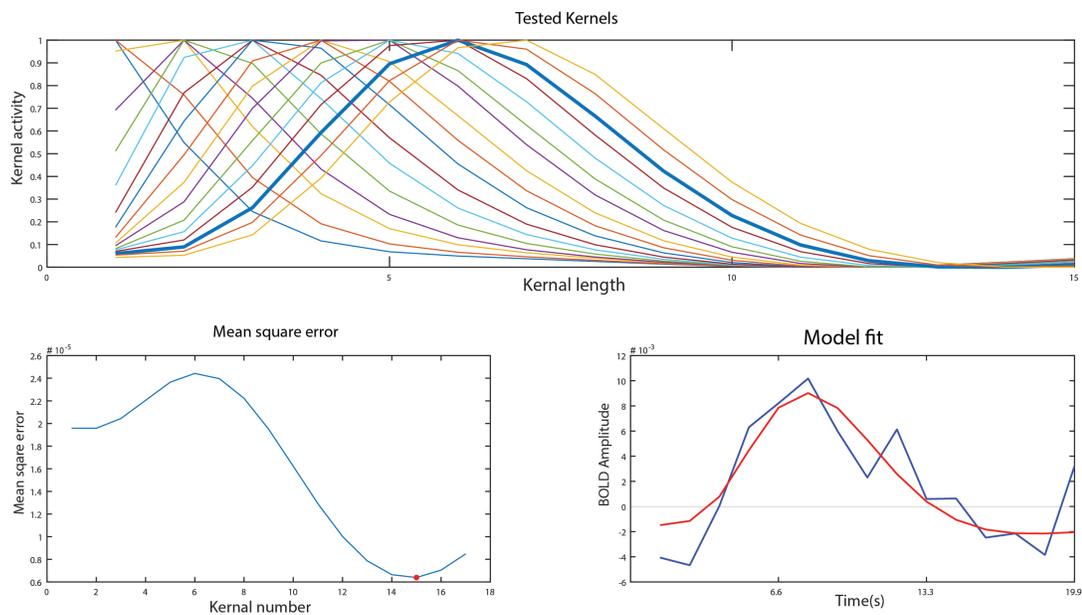 Tested Kernels
Kernel activity
1
0.9
0.8
0.7
0.6
0.5
0.4
0.3
0.2
0.1
0
0 5 10 15
Kernal length
Mean square error
# 10⁻⁵
Mean sqare error
2.6
2.4
2.2
2
1.8
1.6
1.4
1.2
1
0.8
0.6
0 2 4 6 8 10 12 14 16 18
Kernal number
Model fit
# 10⁻³
BOLD Amplitude
12
10
8
6
4
2
0
-2
-4
-6
6.6 13.3 19.9
Time(s)